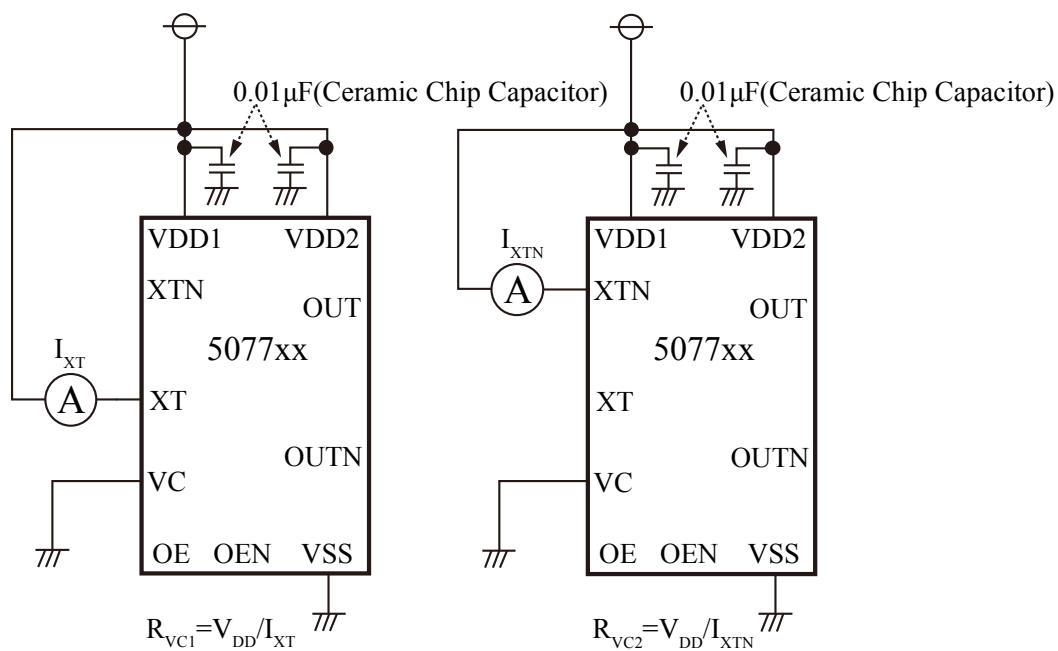 0.01μF(Ceramic Chip Capacitor)
VDD1 VDD2
XTN
OUT
5077xx
I_XT
A
XT
OUTN
VC
OE OEN VSS
R_VC1=V_DD/I_XT
0.01μF(Ceramic Chip Capacitor)
VDD1 VDD2
I_XTN
A
XTN
OUT
5077xx
XT
OUTN
VC
OE OEN VSS
R_VC2=V_DD/I_XTN